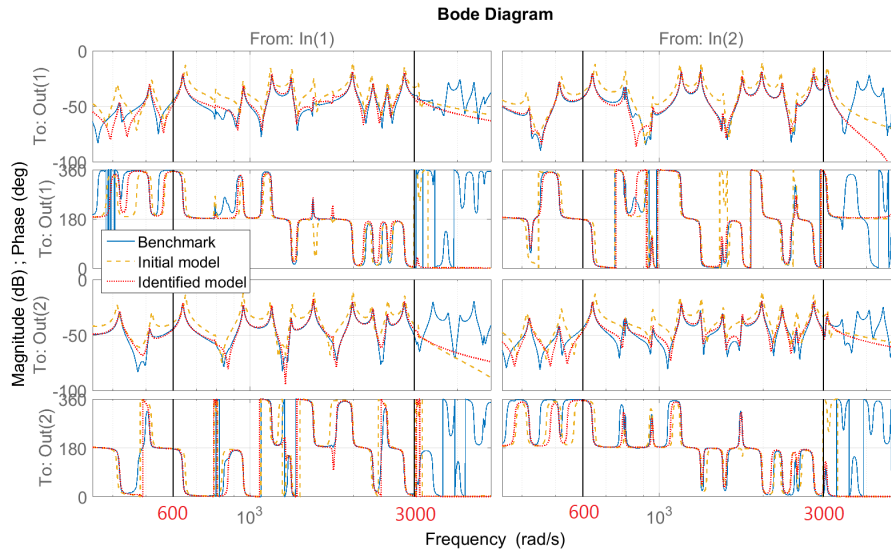 Bode Diagram
From: In(1)
From: In(2)
Magnitude (dB) ; Phase (deg)
To: Out(1)
0
-50
-100
To: Out(1)
360
180
0
To: Out(2)
0
-50
-100
To: Out(2)
360
180
0
Benchmark
Initial model
Identified model
600
10³
3000
600
10³
3000
Frequency (rad/s)